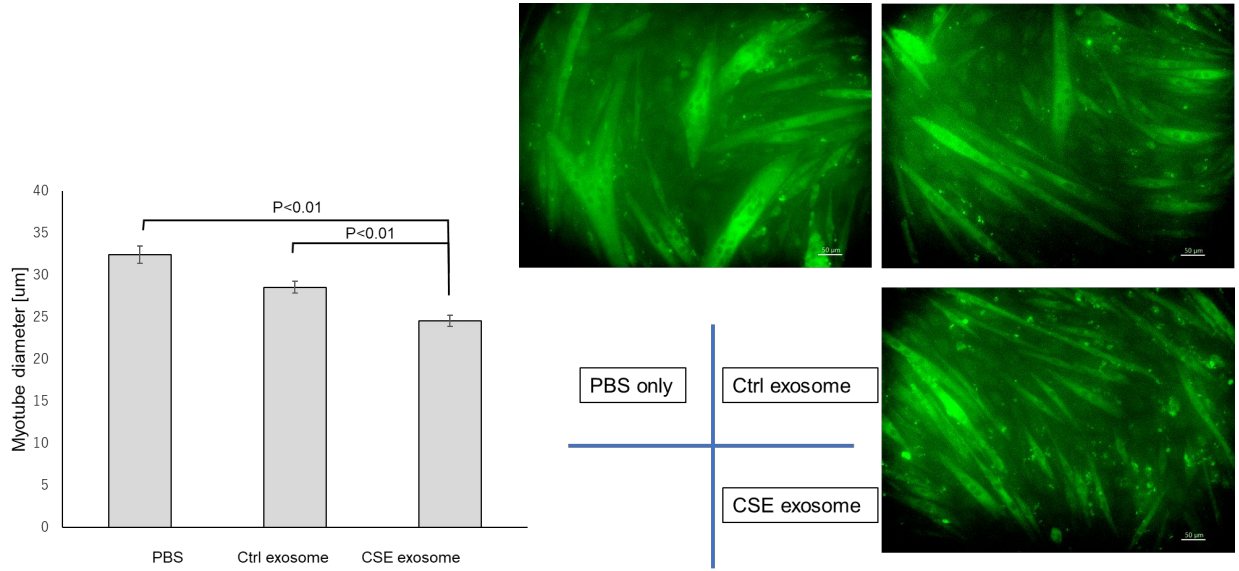 40
35
30
25
20
15
10
5
0
Myotube diameter [um]
P<0.01
P<0.01
PBS
Ctrl exosome
CSE exosome
50 µm
50 µm
PBS only
Ctrl exosome
CSE exosome
50 µm